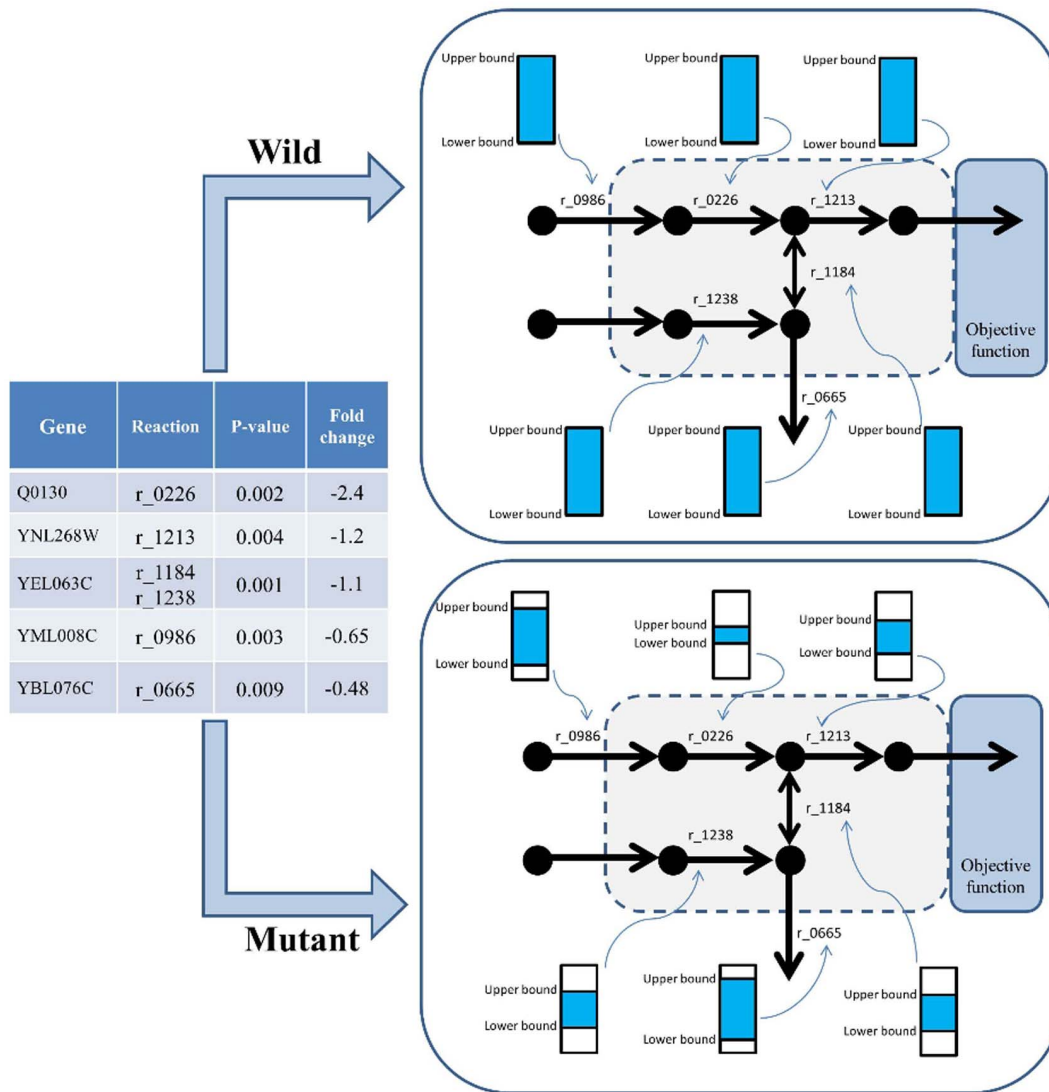 Wild
Upper bound
Lower bound
Upper bound
Lower bound
Upper bound
Lower bound
r_0986
r_0226
r_1213
r_1184
r_1238
Objective
function
r_0665
Upper bound
Lower bound
Upper bound
Lower bound
Upper bound
Lower bound
Gene Reaction P-value Fold change
Q0130 r_0226 0.002 -2.4
YNL268W r_1213 0.004 -1.2
YEL063C r_1184 r_1238 0.001 -1.1
YML008C r_0986 0.003 -0.65
YBL076C r_0665 0.009 -0.48
Mutant
Upper bound
Lower bound
Upper bound
Lower bound
Upper bound
Lower bound
r_0986
r_0226
r_1213
r_1184
r_1238
Objective
function
r_0665
Upper bound
Lower bound
Upper bound
Lower bound
Upper bound
Lower bound